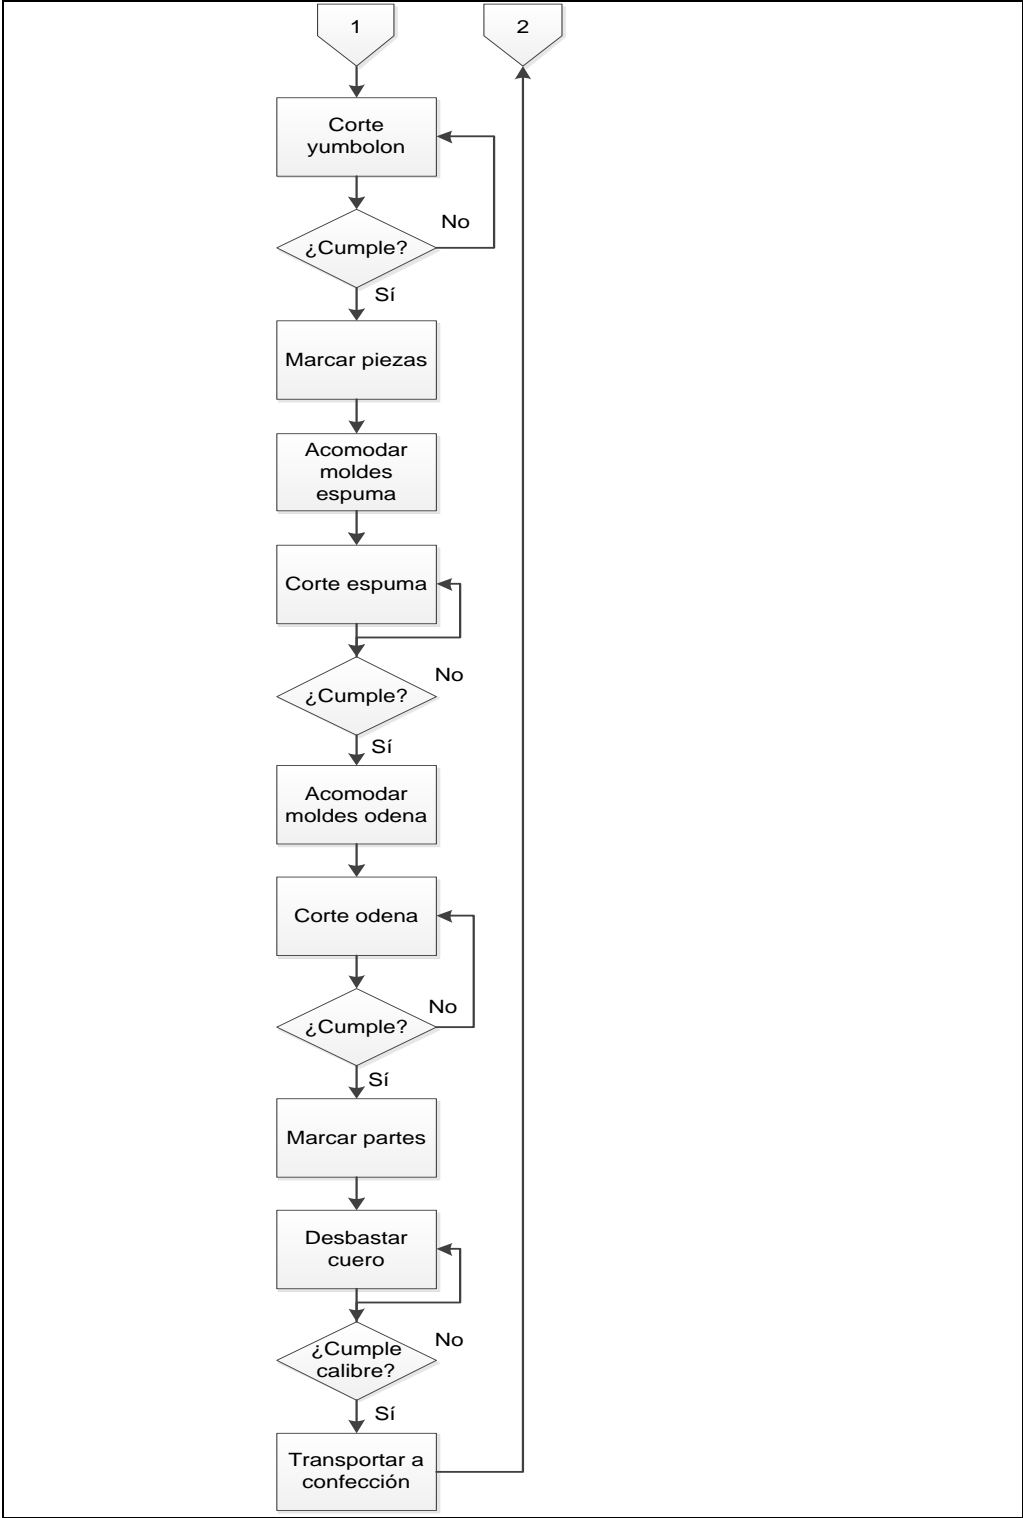 1
2
Corte
yumbolon
No
¿Cumple?
Sí
Marcar piezas
Acomodar
moldes
espuma
Corte espuma
No
¿Cumple?
Sí
Acomodar
moldes odena
Corte odena
No
¿Cumple?
Sí
Marcar partes
Desbastar
cuero
No
¿Cumple
calibre?
Sí
Transportar a
confección